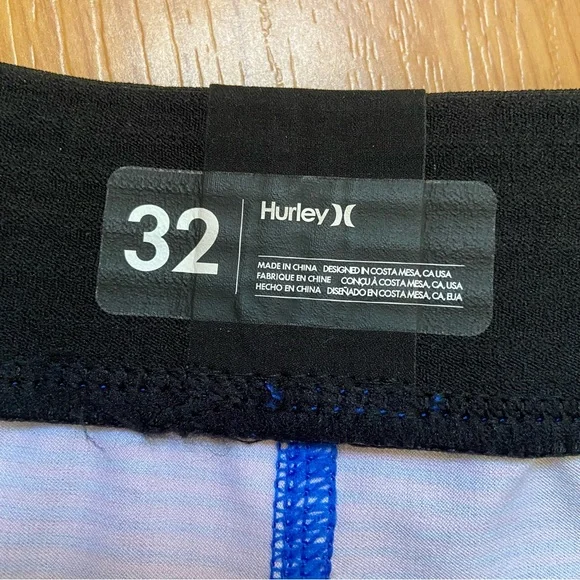 32
Hurley
MADE IN CHINA · DESIGNED IN COSTA MESA, CA USA
FABRIQUE EN CHINE CONÇU À COSTA MESA, CA, USA
HECHO EN CHINA · DISEÑADO EN COSTA MESA, CA, EUA